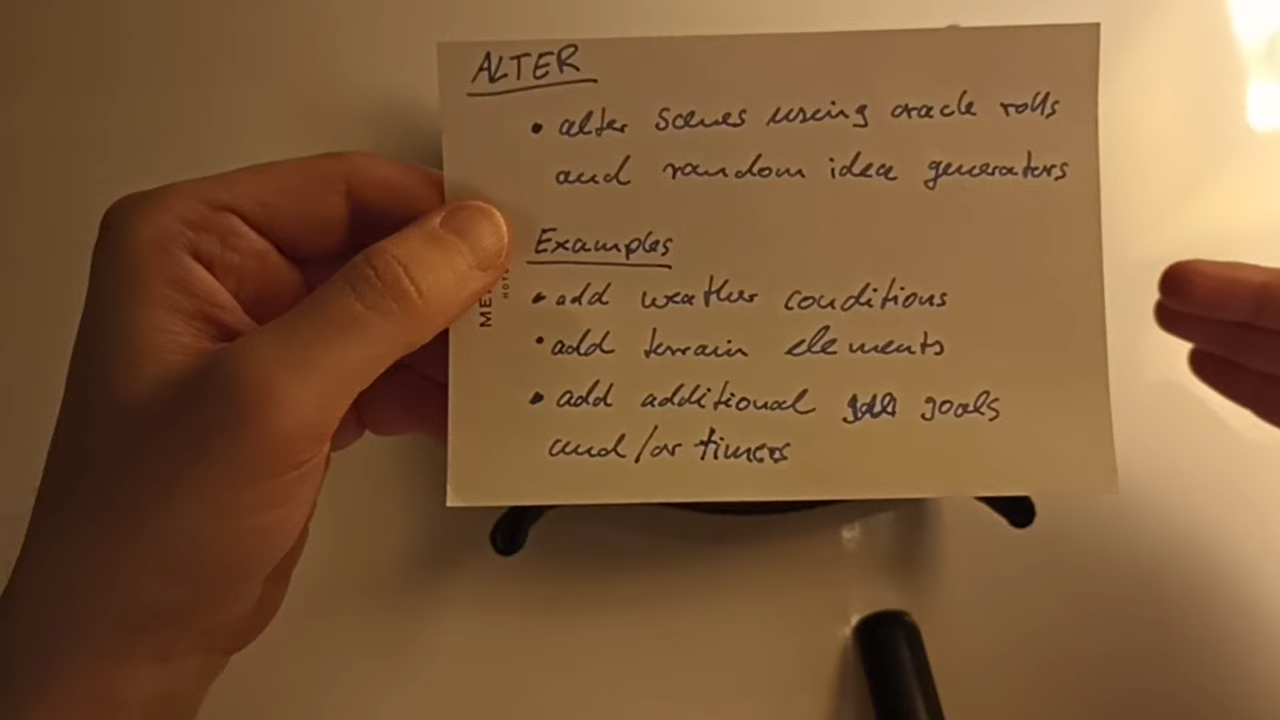 ALTER
• alter scenes using oracle rolls
and random idea generators
Examples
• add weather conditions
• add terrain elements
• add additional goals
and/or timers